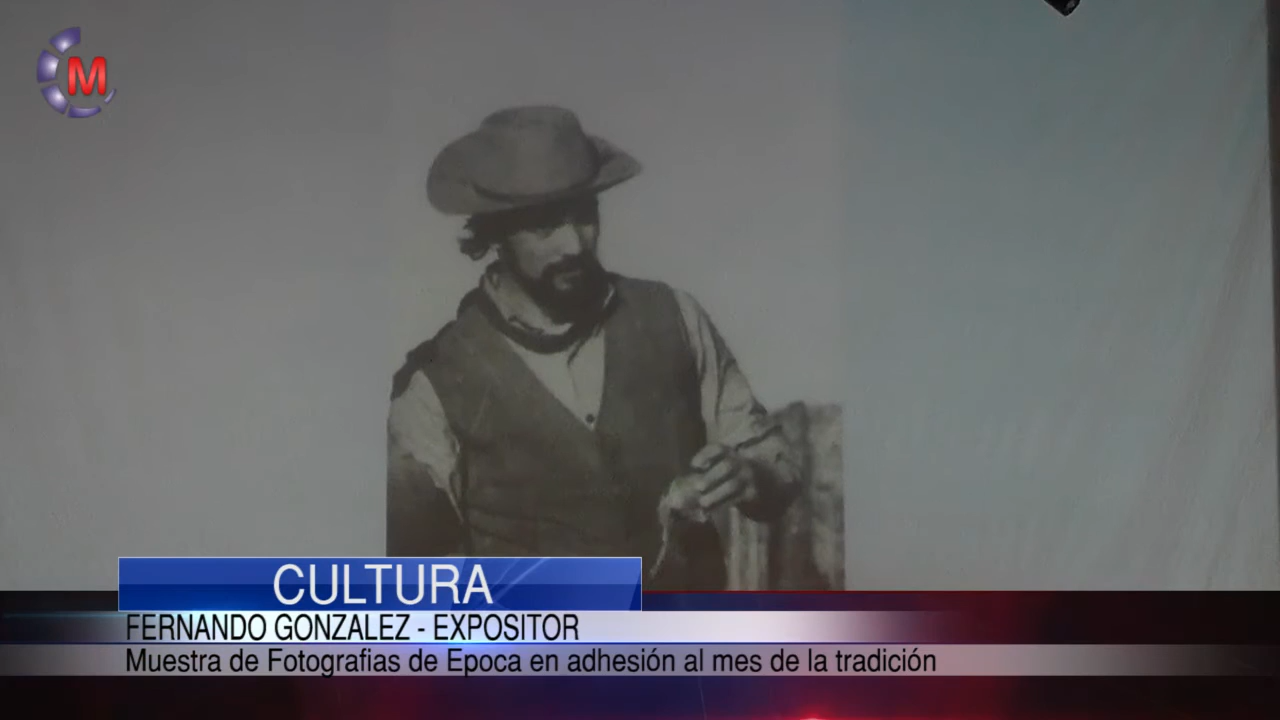 M
CULTURA
FERNANDO GONZALEZ - EXPOSITOR
Muestra de Fotografias de Epoca en adhesión al mes de la tradición